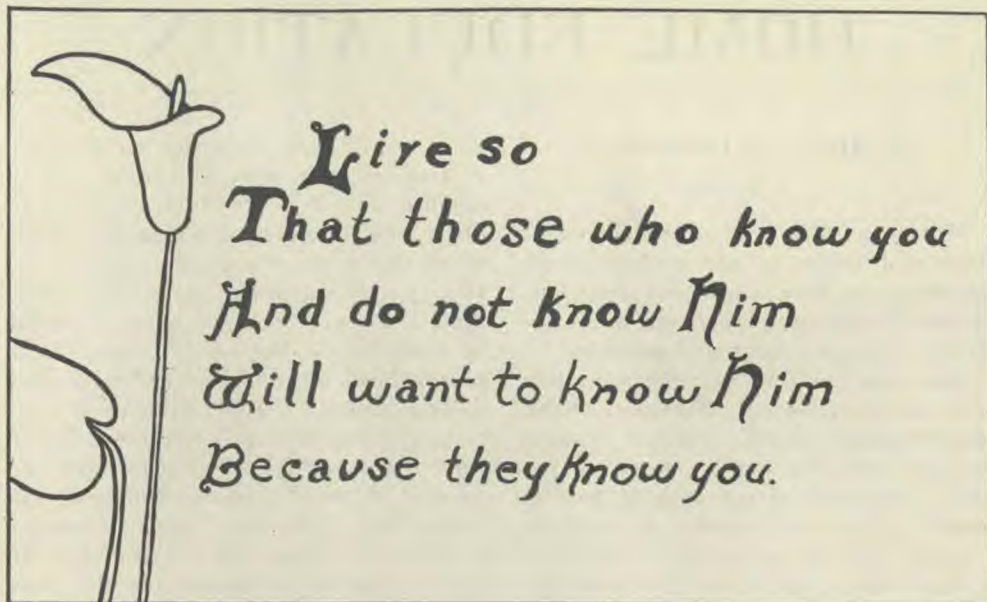 Live so
That those who know you
And do not know Him
Will want to know Him
Because they know you.